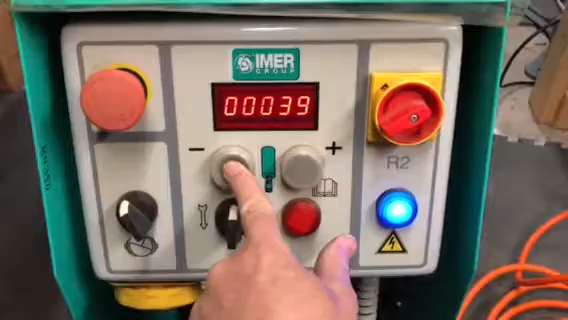 IMER
GROUP
00039
- +
R2